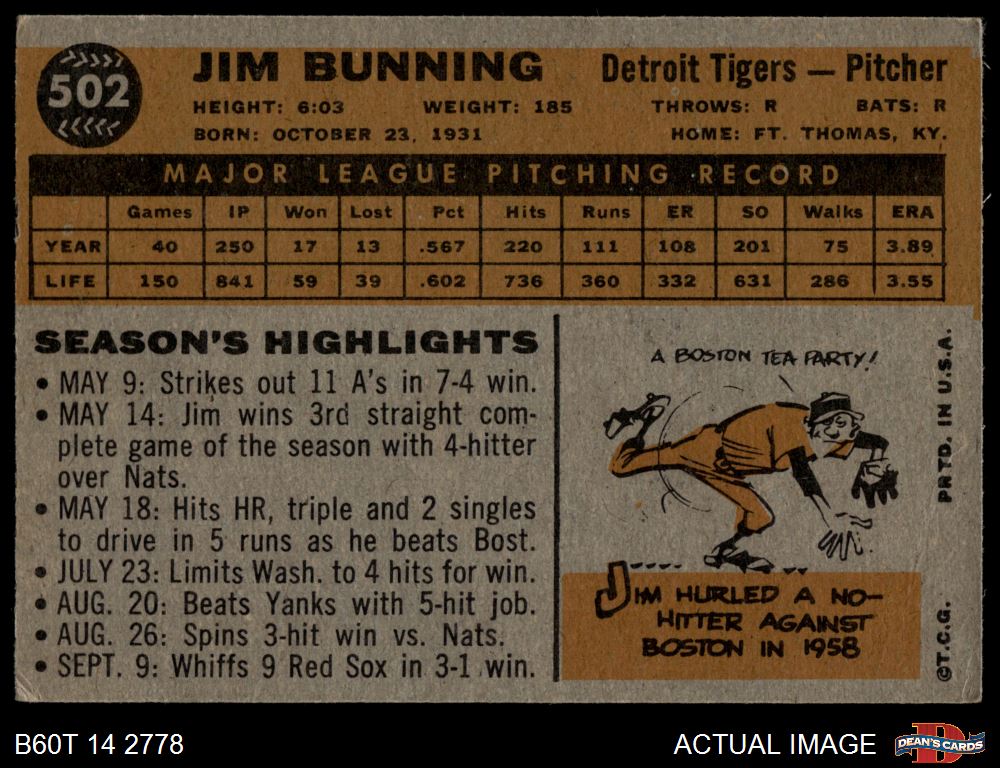 502
JIM BUNNING Detroit Tigers — Pitcher
HEIGHT: 6:03 WEIGHT: 185 THROWS: R BATS: R
BORN: OCTOBER 23, 1931 HOME: FT. THOMAS, KY.
MAJOR LEAGUE PITCHING RECORD
Games IP Won Lost Pct Hits Runs ER SO Walks ERA
YEAR 40 250 17 13 .567 220 111 108 201 75 3.89
LIFE 150 841 59 39 .602 736 360 332 631 286 3.55
SEASON'S HIGHLIGHTS
• MAY 9: Strikes out 11 A's in 7-4 win.
• MAY 14: Jim wins 3rd straight com-
plete game of the season with 4-hitter
over Nats.
• MAY 18: Hits HR, triple and 2 singles
to drive in 5 runs as he beats Bost.
• JULY 23: Limits Wash. to 4 hits for win.
• AUG. 20: Beats Yanks with 5-hit job.
• AUG. 26: Spins 3-hit win vs. Nats.
• SEPT. 9: Whiffs 9 Red Sox in 3-1 win.
A BOSTON TEA PARTY!
JIM HURLED A NO-
HITTER AGAINST
BOSTON IN 1958
©T.C.G. PRTD. IN U.S.A.
B60T 14 2778 ACTUAL IMAGE
DEAN'S CARDS